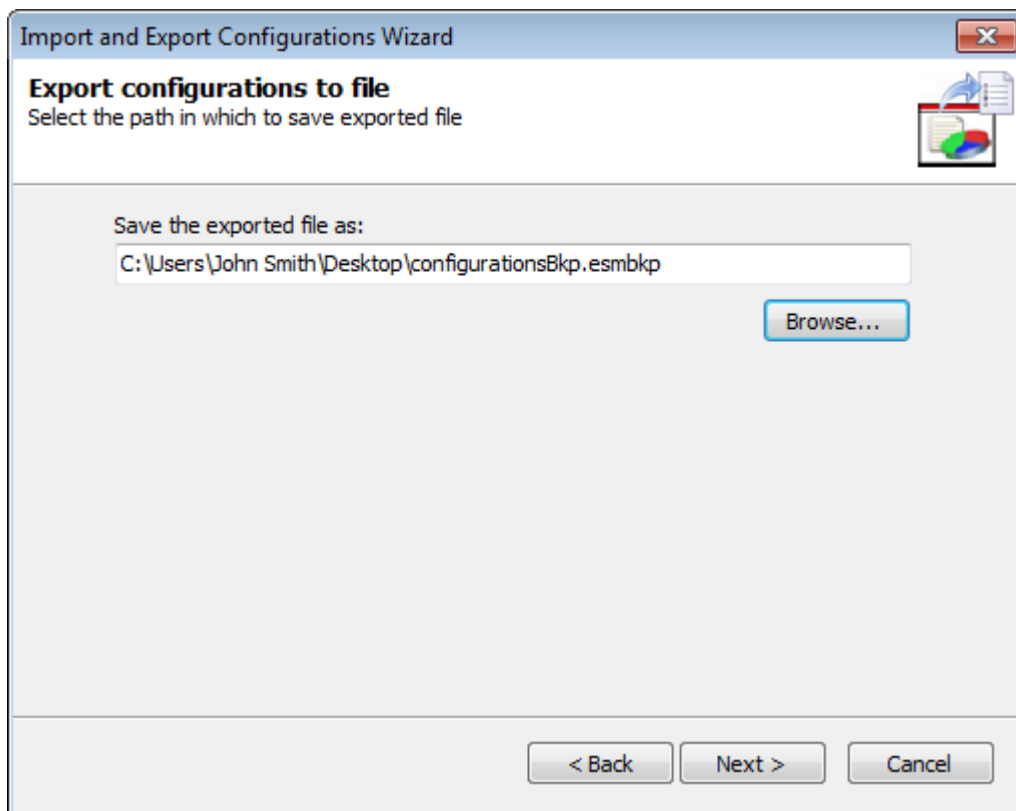 Import and Export Configurations Wizard
Export configurations to file
Select the path in which to save exported file
Save the exported file as:
C:\Users\John Smith\Desktop\configurationsBkp.esmbkp
Browse...
< Back Next > Cancel